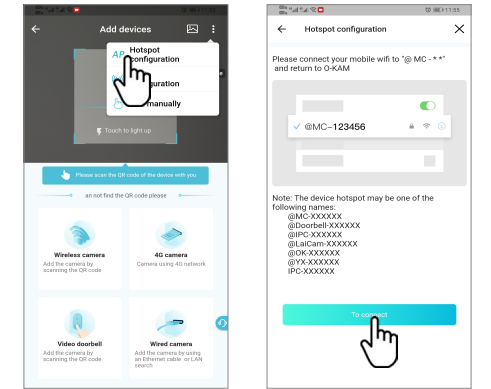 11:55
Add devices
AP
Hotspot
configuration
guration
manually
Touch to light up
Please scan the QR code of the device with you
an not find the QR code please
Wireless camera
Add the camera by
scanning the QR code
4G camera
Camera using 4G network
Video doorbell
Add the camera by
scanning the QR code
Wired camera
Add the camera by using
an Ethernet cable or LAN
search
11:55
Hotspot configuration
Please connect your mobile wifi to "@ MC - * *"
and return to O-KAM
@MC-123456
Note: The device hotspot may be one of the
following names:
@MC-XXXXXX
@Doorbell-XXXXXX
@IPC-XXXXXX
@LaiCam-XXXXXX
@OK-XXXXXX
@YX-XXXXXX
IPC-XXXXXX
To connect